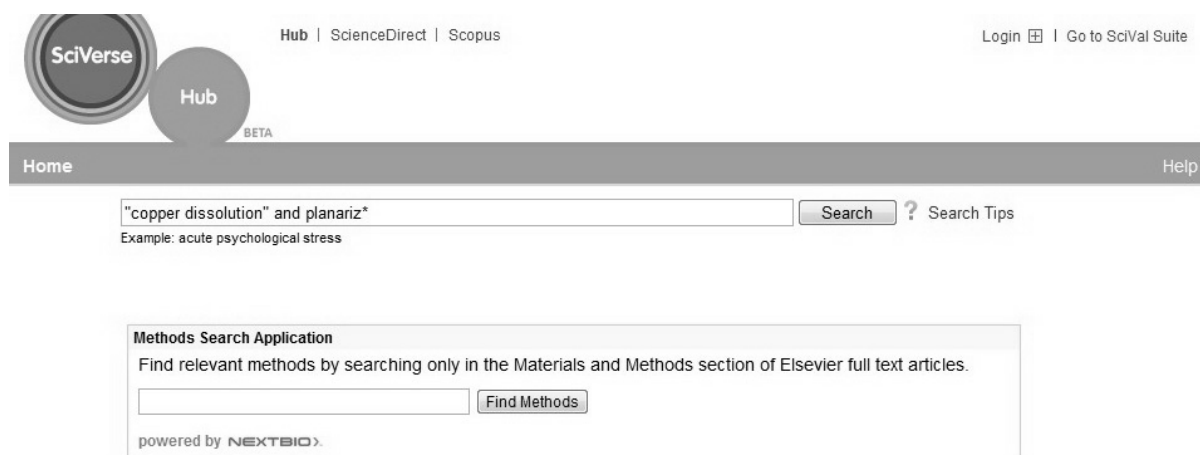 SciVerse
Hub
BETA
Hub | ScienceDirect | Scopus
Login | Go to SciVal Suite
Home
Help
"copper dissolution" and planariz*
Search
? Search Tips
Example: acute psychological stress
Methods Search Application
Find relevant methods by searching only in the Materials and Methods section of Elsevier full text articles.
Find Methods
powered by NEXTBIO